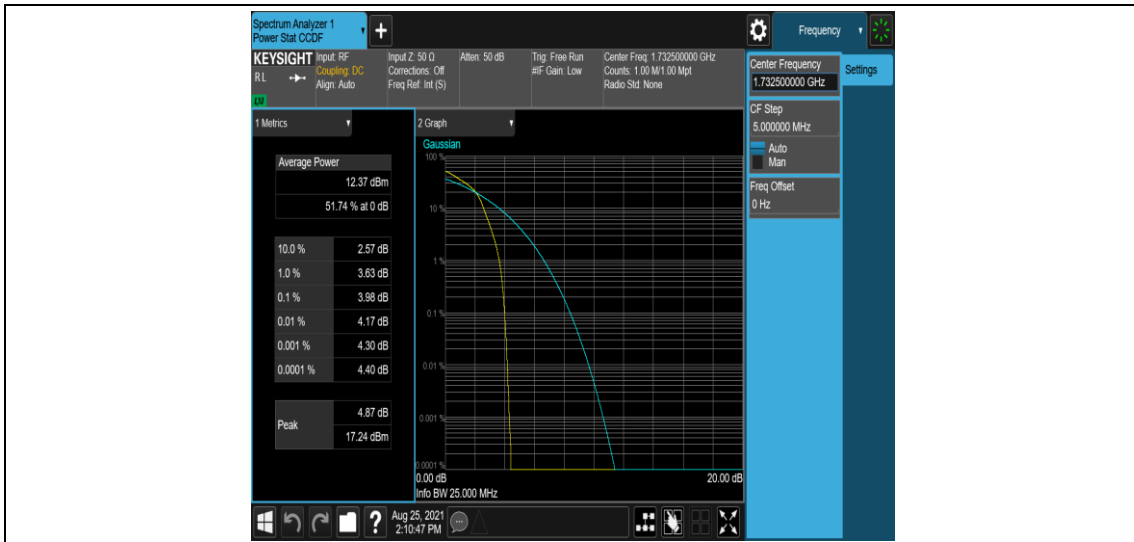 Spectrum Analyzer 1
Power Stat CCDF
Frequency
KEYSIGHT
RL
LXI
Input: RF
Coupling: DC
Align: Auto
Input Z: 50 Ω
Corrections: Off
Freq Ref: Int (S)
Atten: 50 dB
Trig: Free Run
#IF Gain: Low
Center Freq: 1.732500000 GHz
Counts: 1.00 M/1.00 Mpt
Radio Std: None
Center Frequency
1.732500000 GHz
Settings
CF Step
5.000000 MHz
Auto
Man
Freq Offset
0 Hz
1 Metrics
Average Power
12.37 dBm
51.74 % at 0 dB
10.0 % 2.57 dB
1.0 % 3.63 dB
0.1 % 3.98 dB
0.01 % 4.17 dB
0.001 % 4.30 dB
0.0001 % 4.40 dB
Peak
4.87 dB
17.24 dBm
2 Graph
Gaussian
100 %
10 %
1 %
0.1 %
0.01 %
0.001 %
0.0001 %
0.00 dB 20.00 dB
Info BW 25.000 MHz
Aug 25, 2021
2:10:47 PM